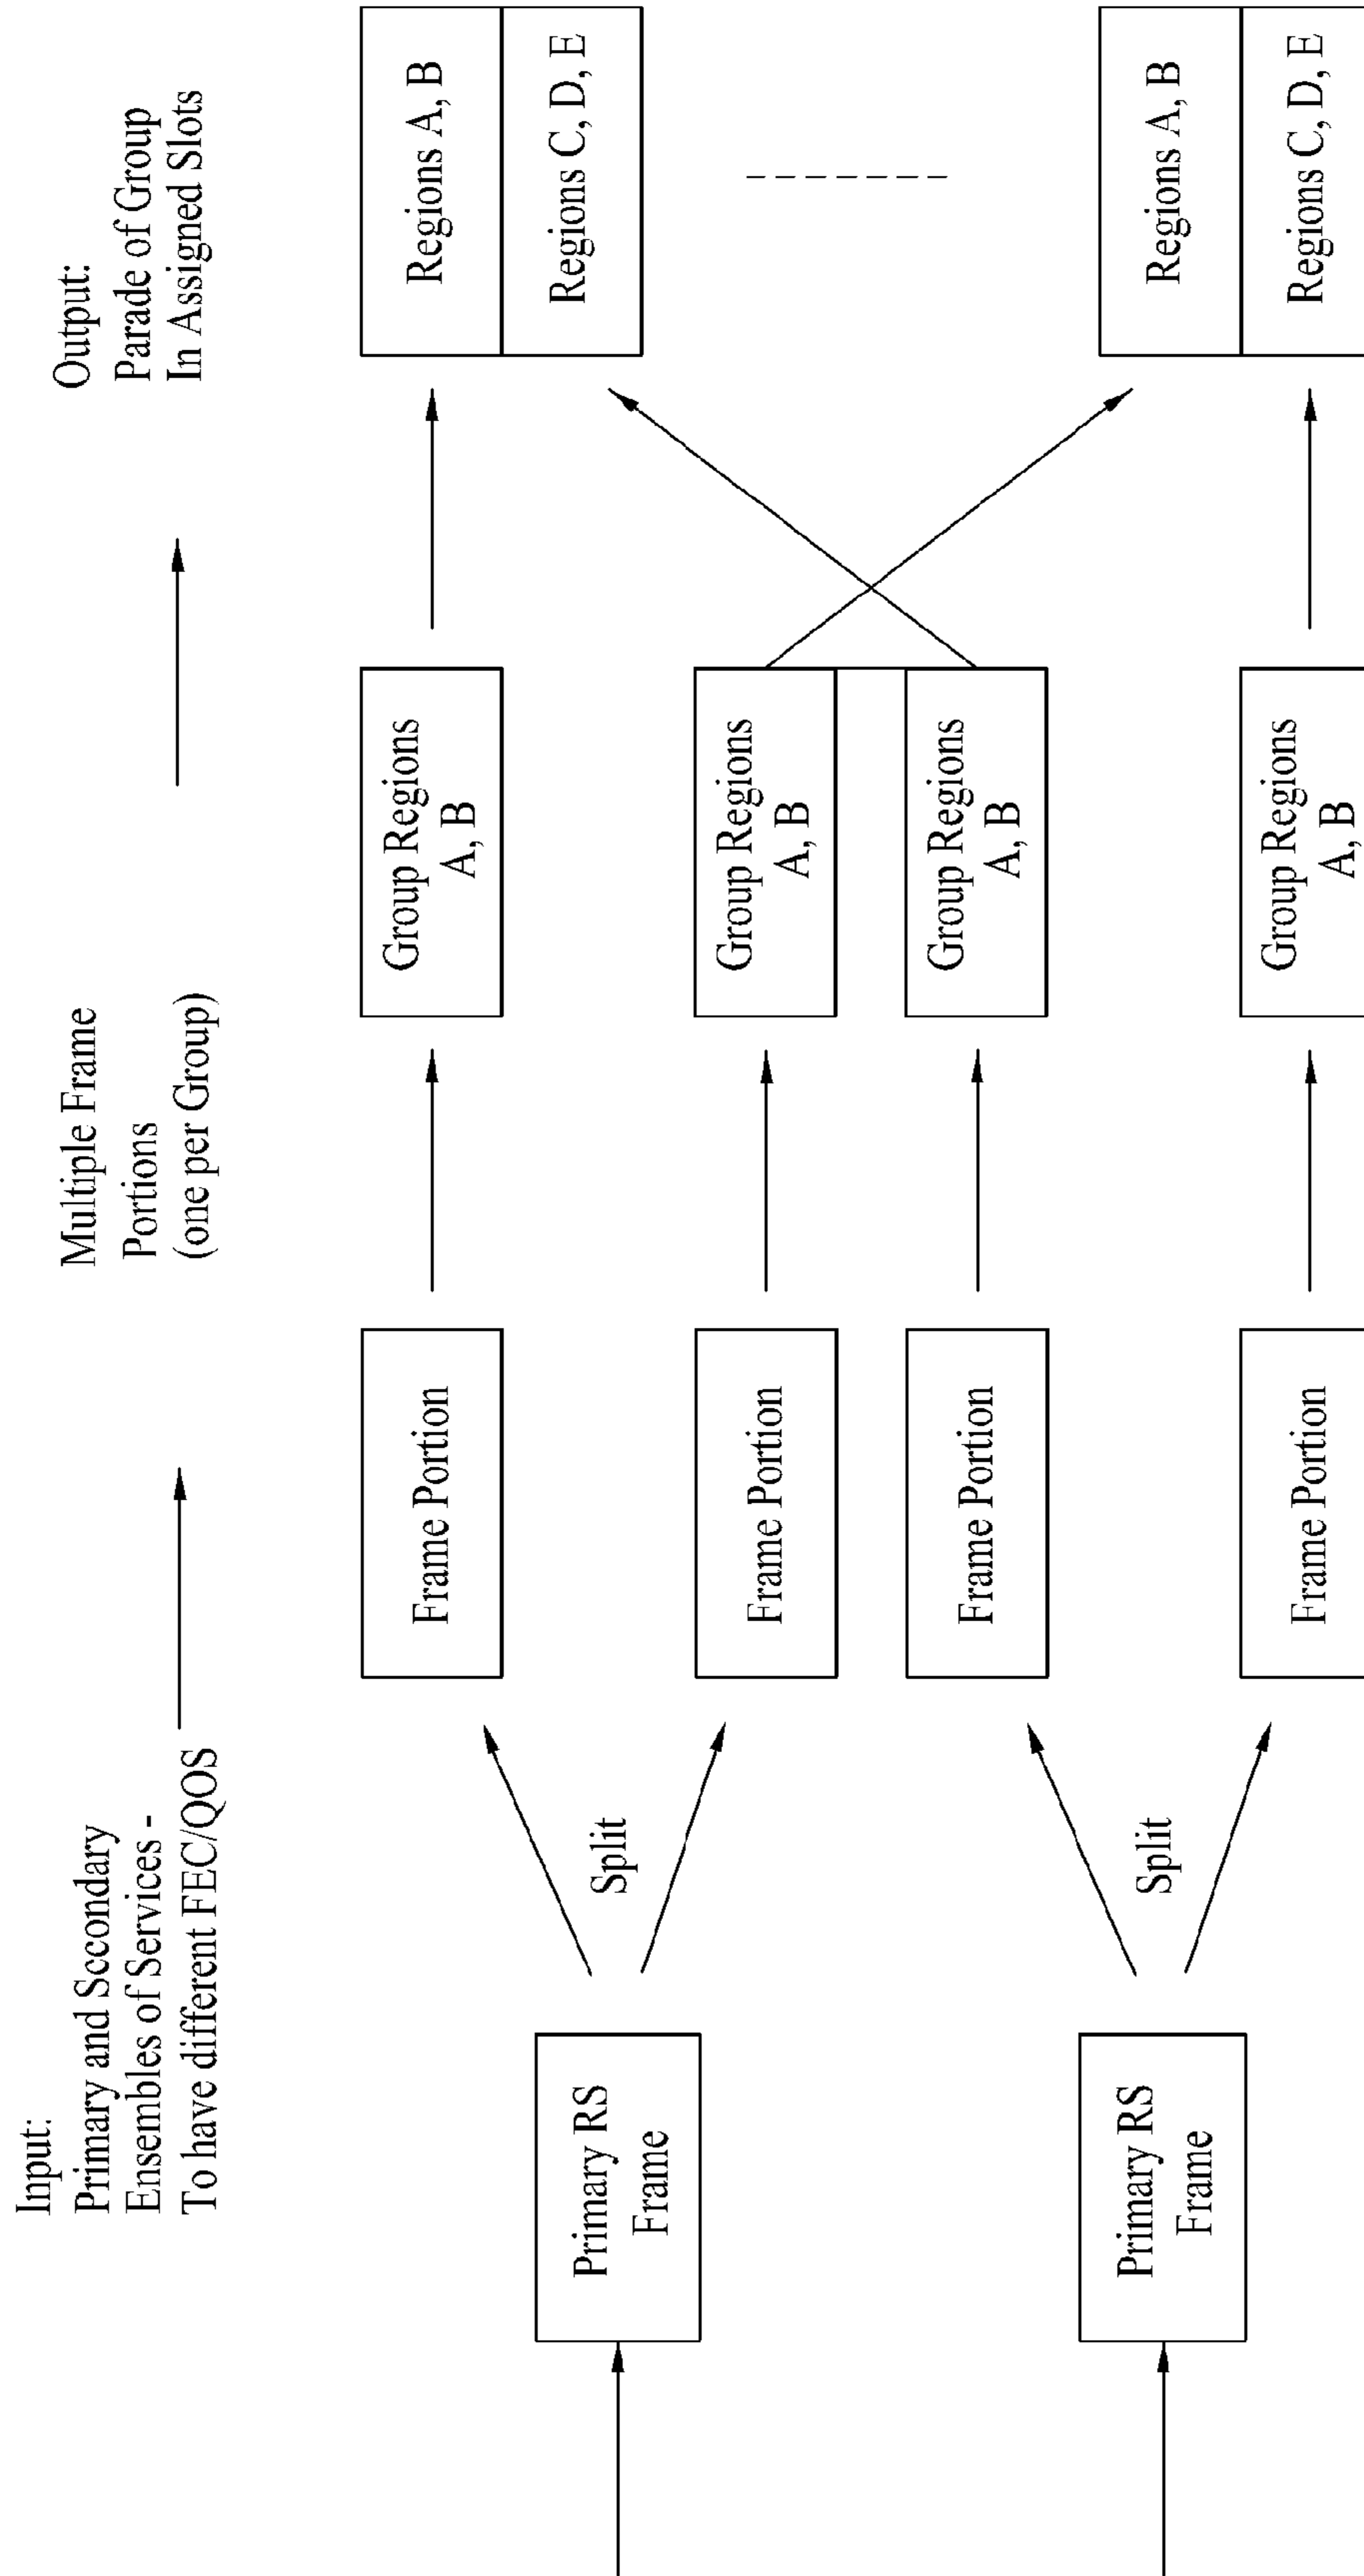 Input:
Primary and Sccondary
Ensembles of Services -
To have different FEC/QOS
Multiple Frame
Portions
(one per Group)
Output:
Parade of Group
In Assigned Slots
Primary RS
Frame
Split
Frame Portion
Group Regions
A, B
Regions A, B
Regions C, D, E
Frame Portion
Group Regions
A, B
Primary RS
Frame
Split
Frame Portion
Group Regions
A, B
Regions A, B
Regions C, D, E
Frame Portion
Group Regions
A, B